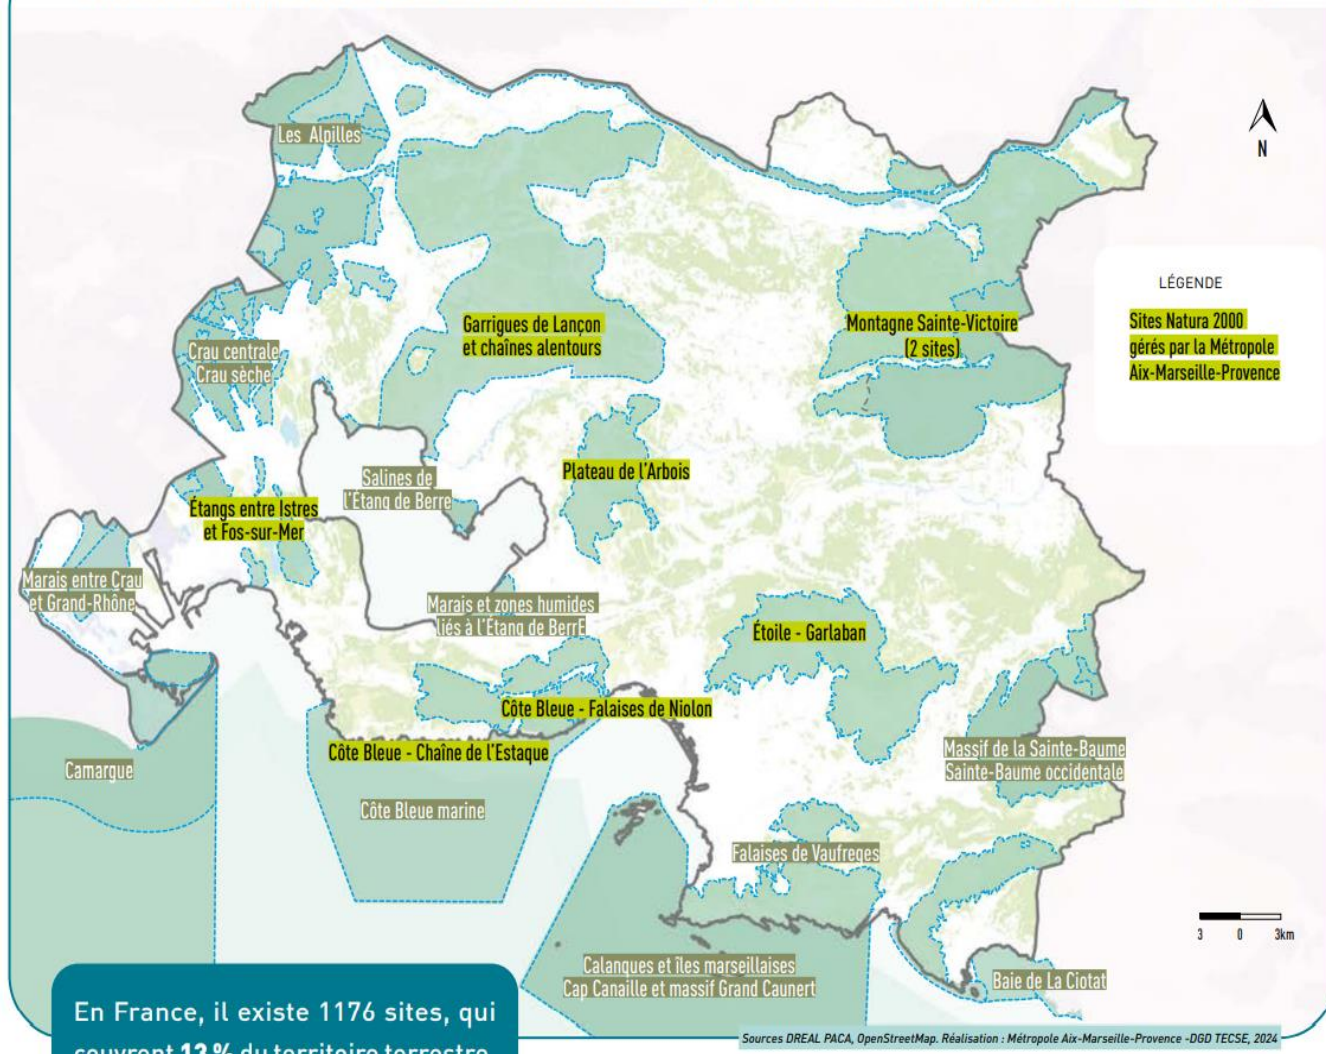 Les Alpilles
N
LÉGENDE
Sites Natura 2000
gérés par la Métropole
Aix-Marseille-Provence
Garrigues de Lançon
et chaînes alentours
Montagne Sainte-Victoire
(2 sites)
Crau centrale
Crau sèche
Plateau de l'Arbois
Salines de
l'Étang de Berre
Étangs entre Istres
et Fos-sur-Mer
Marais entre Crau
et Grand-Rhône
Marais et zones humides
liés à l'Étang de BerrE
Étoile - Garlaban
Côte Bleue - Falaises de Niolon
Côte Bleue - Chaîne de l'Estaque
Massif de la Sainte-Baume
Sainte-Baume occidentale
Camargue
Côte Bleue marine
Falaises de Vaufreges
3 0 3km
Calanques et îles marseillaises
Cap Canaille et massif Grand Caunert
Baie de La Ciotat
En France, il existe 1176 sites, qui
couvrent 13 % du territoire terrestre
Sources DREAL PACA, OpenStreetMap. Réalisation : Métropole Aix-Marseille-Provence -DGD TECSE, 2024